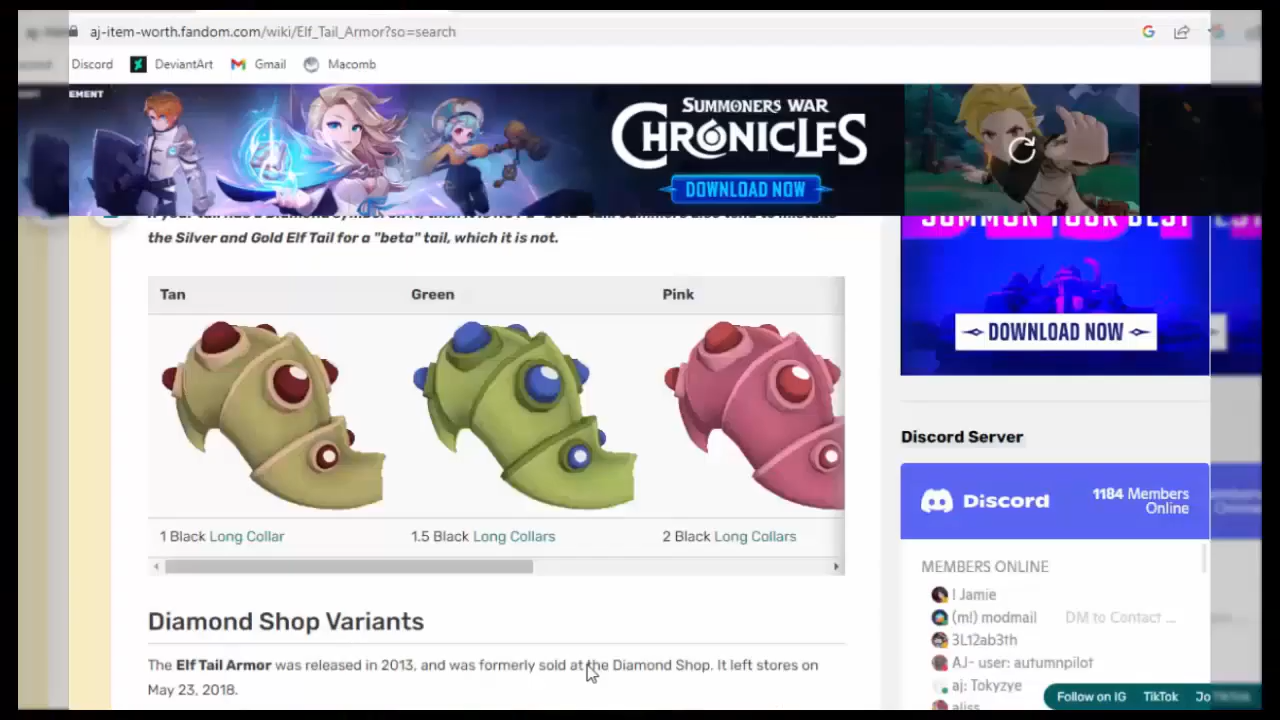 aj-item-worth.fandom.com/wiki/Elf_Tail_Armor?so=search
Discord DeviantArt Gmail Macomb
EMENT
SUMMONERS WAR
CHRONICLES
DOWNLOAD NOW
the Silver and Gold Elf Tail for a "beta" tail, which it is not.
SUMMON YOUR BEST
DOWNLOAD NOW
Tan Green Pink
1 Black Long Collar 1.5 Black Long Collars 2 Black Long Collars
Diamond Shop Variants
The Elf Tail Armor was released in 2013, and was formerly sold at the Diamond Shop. It left stores on
May 23, 2018.
Discord Server
Discord 1184 Members
Online
MEMBERS ONLINE
! Jamie
(m!) modmail DM to Contact ...
3L12ab3th
AJ- user: autumnpilot
aj: Tokyzye
aliss
Follow on IG TikTok Jo